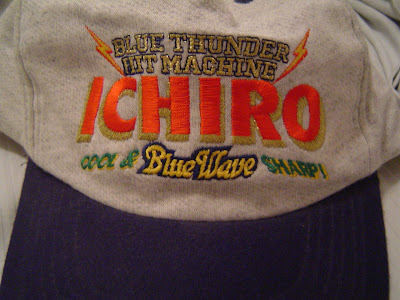 BLUE THUNDER
HIT MACHINE
ICHIRO
COOL & BlueWave SHARP!